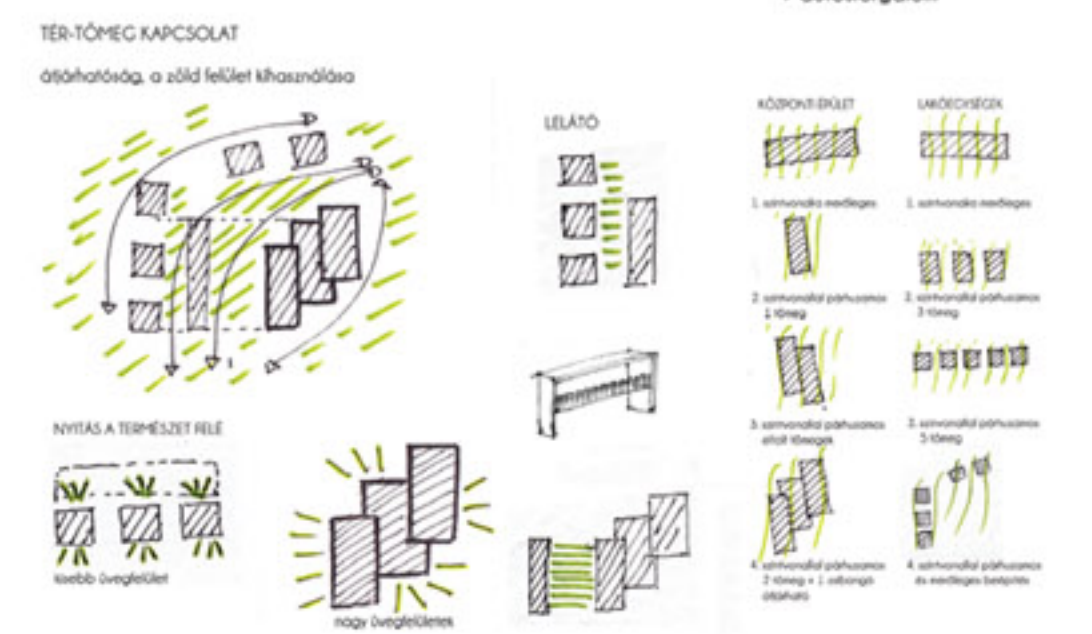 TÉR-TÖMEG KAPCSOLAT
átjárhatóság, a zöld felület kihasználása
LELÁTÓ
KÖZPONTI ÉPÜLET
LAKÓEGYSÉGEK
1. szintvonalra merőleges
1. szintvonalra merőleges
2. szintvonallal párhuzamos
1 tömeg
2. szintvonallal párhuzamos
3 tömeg
3. szintvonallal párhuzamos
eltolt tömegek
3. szintvonallal párhuzamos
5 tömeg
4. szintvonallal párhuzamos
2 tömeg + 1
átjárható
4. szintvonallal párhuzamos
és merőleges beépítés
NYITÁS A TERMÉSZET FELÉ
kisebb üvegfelület
nagy üvegfelületek